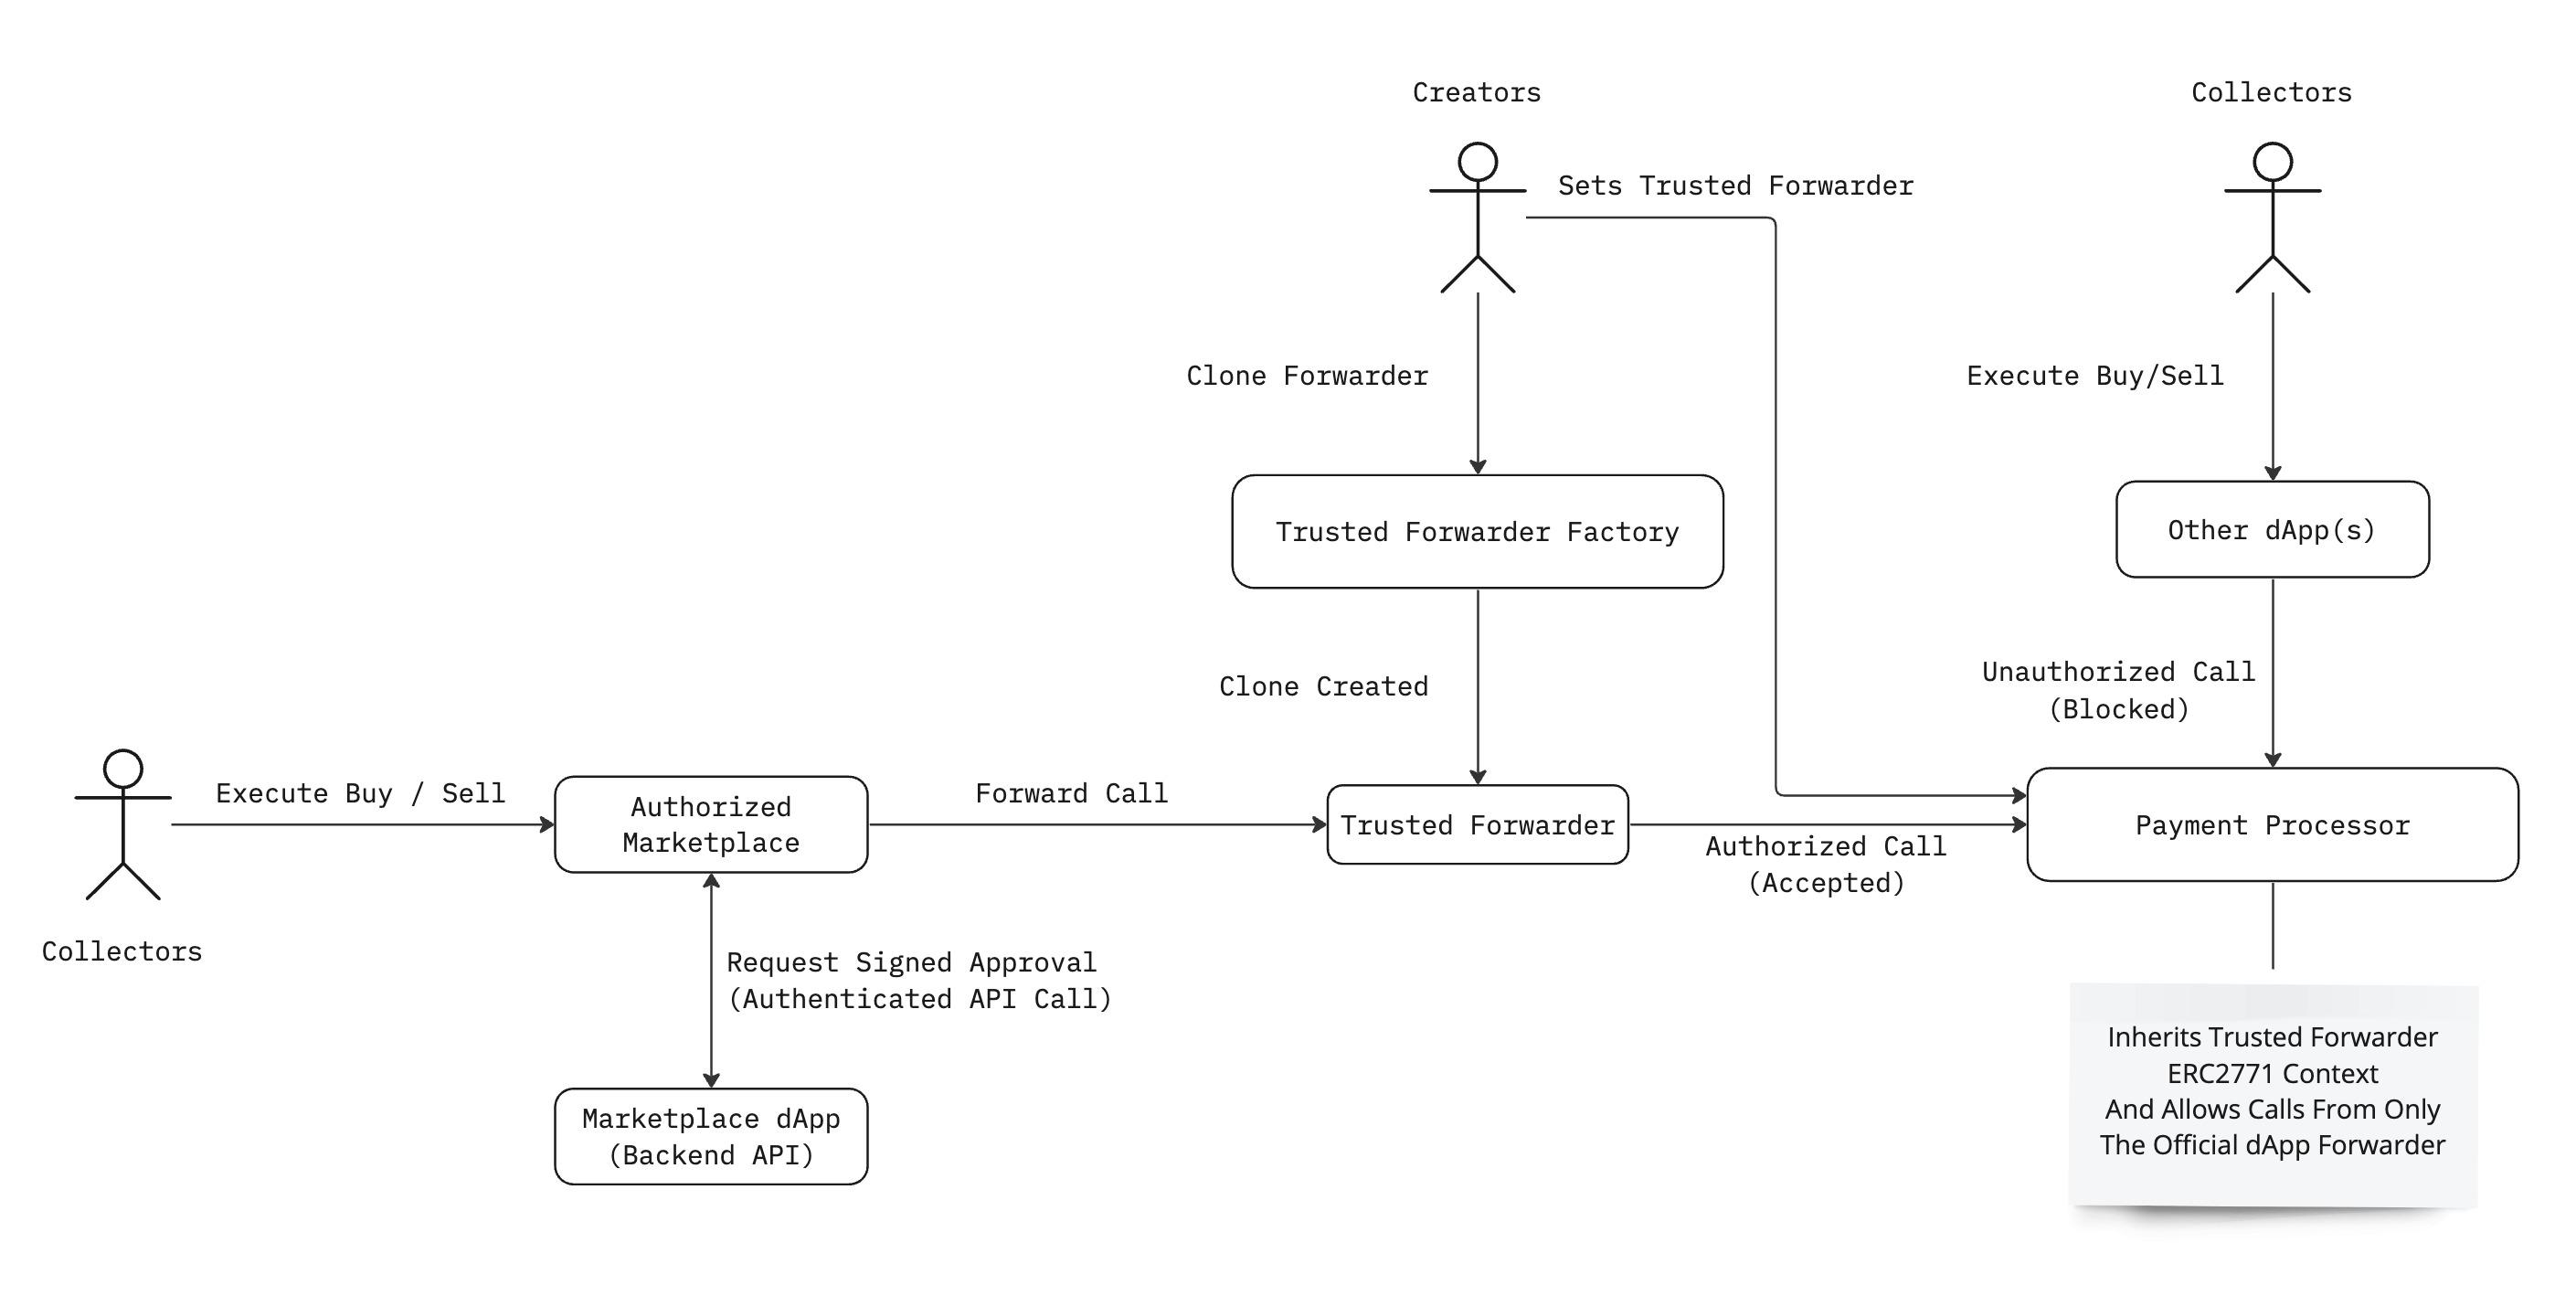 Creators
Collectors
Sets Trusted Forwarder
Clone Forwarder
Execute Buy/Sell
Trusted Forwarder Factory
Other dApp(s)
Clone Created
Unauthorized Call
(Blocked)
Execute Buy / Sell
Authorized
Marketplace
Forward Call
Trusted Forwarder
Authorized Call
(Accepted)
Payment Processor
Collectors
Request Signed Approval
(Authenticated API Call)
Marketplace dApp
(Backend API)
Inherits Trusted Forwarder
ERC2771 Context
And Allows Calls From Only
The Official dApp Forwarder